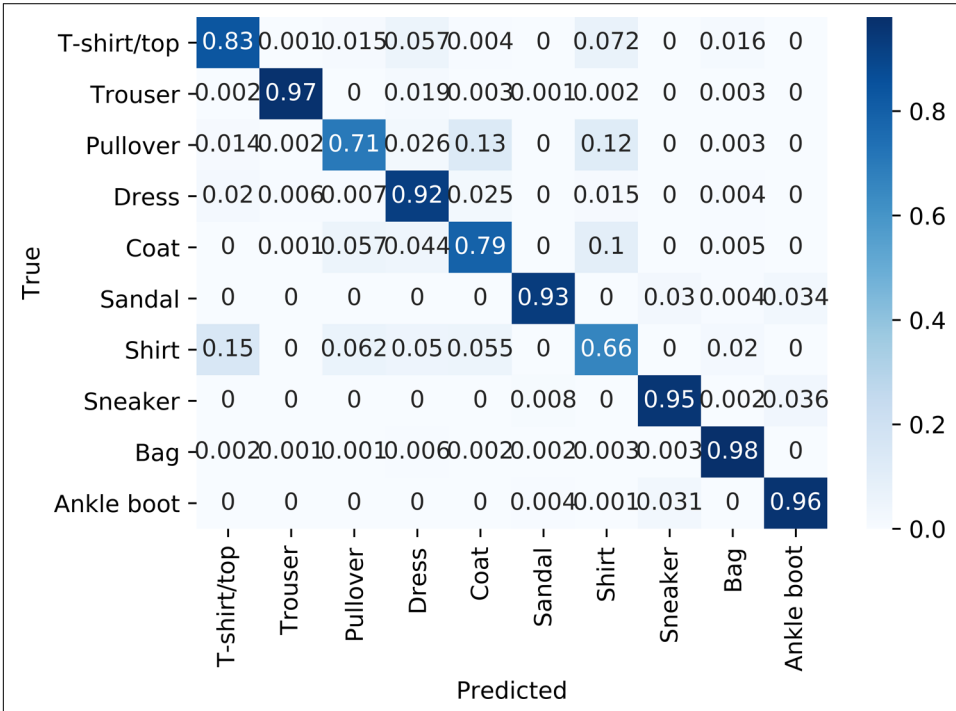 T-shirt/top 0.83 0.001 0.015 0.057 0.004 0 0.072 0 0.016 0
Trouser 0.002 0.97 0 0.019 0.003 0.001 0.002 0 0.003 0
Pullover 0.014 0.002 0.71 0.026 0.13 0 0.12 0 0.003 0
Dress 0.02 0.006 0.007 0.92 0.025 0 0.015 0 0.004 0
Coat 0 0.001 0.057 0.044 0.79 0 0.1 0 0.005 0
Sandal 0 0 0 0 0 0.93 0 0.03 0.004 0.034
Shirt 0.15 0 0.062 0.05 0.055 0 0.66 0 0.02 0
Sneaker 0 0 0 0 0 0.008 0 0.95 0.002 0.036
Bag 0.002 0.001 0.001 0.006 0.002 0.002 0.003 0.003 0.98 0
Ankle boot 0 0 0 0 0 0.004 0.001 0.031 0 0.96
True
T-shirt/top
Trouser
Pullover
Dress
Coat
Sandal
Shirt
Sneaker
Bag
Ankle boot
Predicted
0.8
0.6
0.4
0.2
0.0